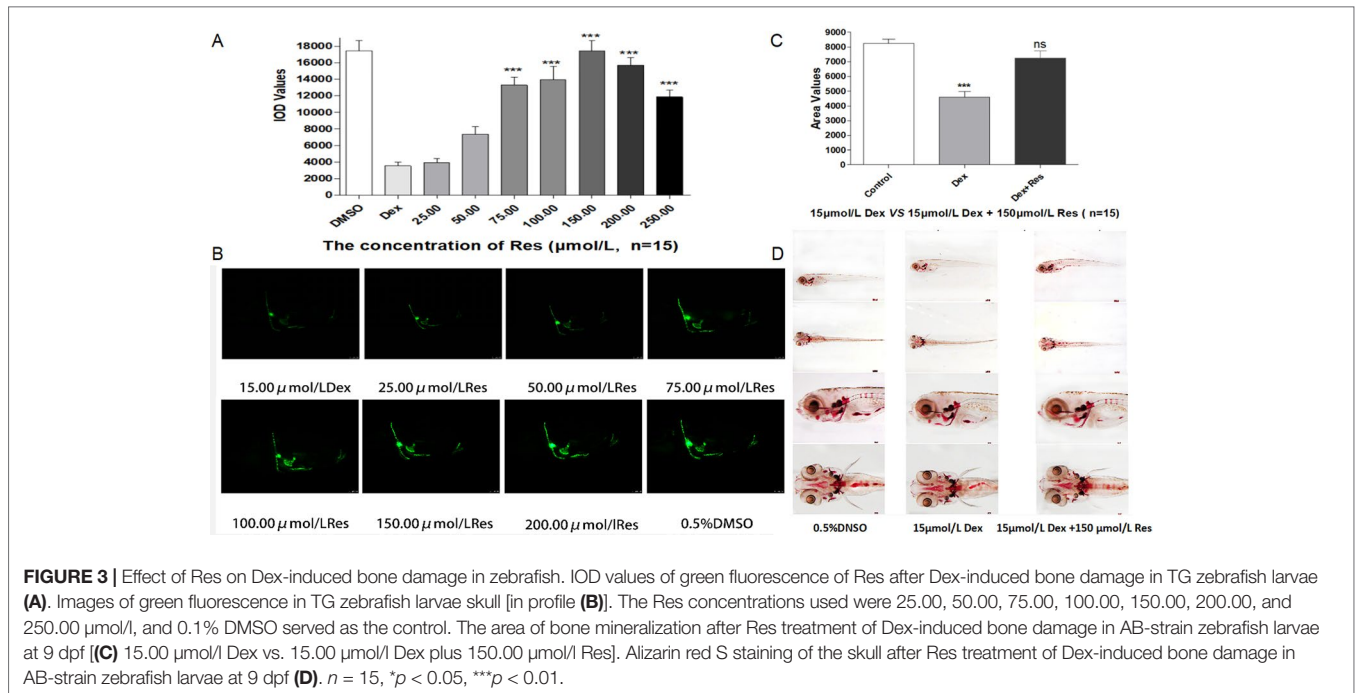 A
IOD Values
18000
16000
14000
12000
10000
8000
6000
4000
2000
0
***
***
***
***
***
DMSO
Dex
25.00
50.00
75.00
100.00
150.00
200.00
250.00
The concentration of Res (μmol/L, n=15)
C
Area Values
9000
8000
7000
6000
5000
4000
3000
2000
1000
0
***
ns
Control
Dex
Dex+Res
15μmol/L Dex VS 15μmol/L Dex + 150μmol/L Res ( n=15)
B
15.00 μ mol/LDex 25.00 μ mol/LRes 50.00 μ mol/LRes 75.00 μ mol/LRes
100.00 μ mol/LRes 150.00 μ mol/LRes 200.00 μ mol/lRes 0.5%DMSO
D
0.5%DNSO 15μmol/L Dex 15μmol/L Dex +150 μmol/L Res
FIGURE 3 | Effect of Res on Dex-induced bone damage in zebrafish. IOD values of green fluorescence of Res after Dex-induced bone damage in TG zebrafish larvae
(A). Images of green fluorescence in TG zebrafish larvae skull [in profile (B)]. The Res concentrations used were 25.00, 50.00, 75.00, 100.00, 150.00, 200.00, and
250.00 μmol/l, and 0.1% DMSO served as the control. The area of bone mineralization after Res treatment of Dex-induced bone damage in AB-strain zebrafish larvae
at 9 dpf [(C) 15.00 μmol/l Dex vs. 15.00 μmol/l Dex plus 150.00 μmol/l Res]. Alizarin red S staining of the skull after Res treatment of Dex-induced bone damage in
AB-strain zebrafish larvae at 9 dpf (D). n = 15, *p < 0.05, ***p < 0.01.